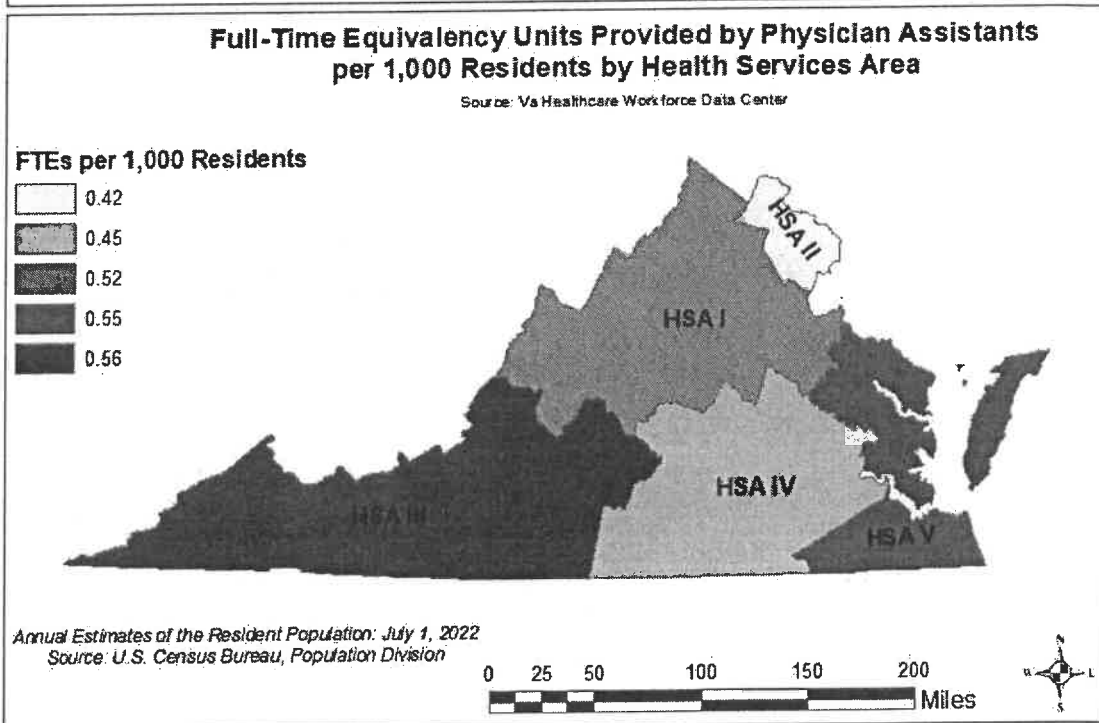 Full-Time Equivalency Units Provided by Physician Assistants
per 1,000 Residents by Health Services Area
Source: Va Healthcare Workforce Data Center
FTEs per 1,000 Residents
0.42
0.45
0.52
0.55
0.56
HSA II
HSA I
HSA IV
HSA III
HSA V
Annual Estimates of the Resident Population: July 1, 2022
Source: U.S. Census Bureau, Population Division
0 25 50 100 150 200
Miles
N
W
S